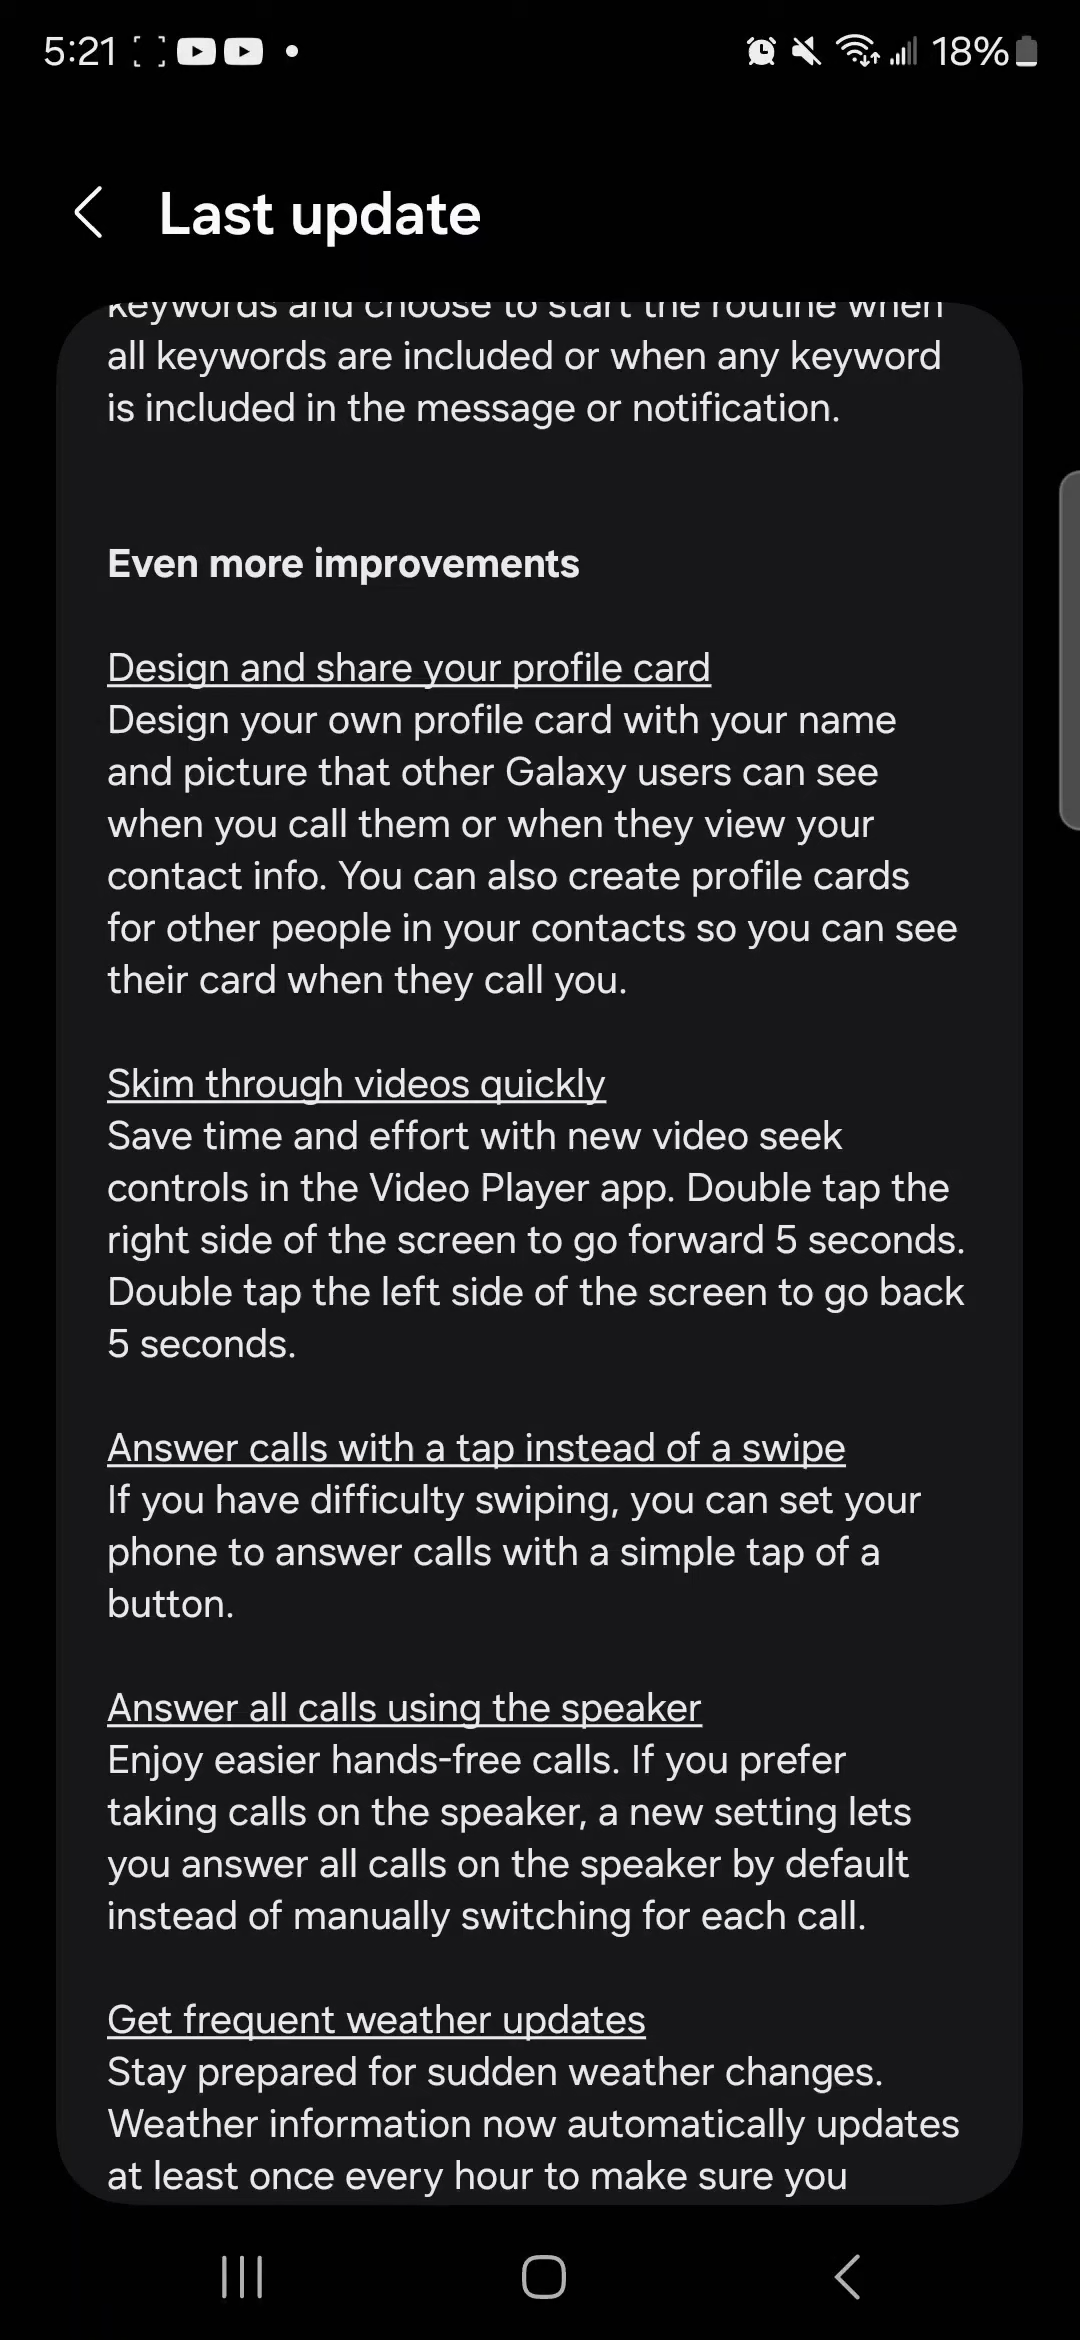 5:21
18%
Last update
keywords and choose to start the routine when
all keywords are included or when any keyword
is included in the message or notification.
Even more improvements
Design and share your profile card
Design your own profile card with your name
and picture that other Galaxy users can see
when you call them or when they view your
contact info. You can also create profile cards
for other people in your contacts so you can see
their card when they call you.
Skim through videos quickly
Save time and effort with new video seek
controls in the Video Player app. Double tap the
right side of the screen to go forward 5 seconds.
Double tap the left side of the screen to go back
5 seconds.
Answer calls with a tap instead of a swipe
If you have difficulty swiping, you can set your
phone to answer calls with a simple tap of a
button.
Answer all calls using the speaker
Enjoy easier hands-free calls. If you prefer
taking calls on the speaker, a new setting lets
you answer all calls on the speaker by default
instead of manually switching for each call.
Get frequent weather updates
Stay prepared for sudden weather changes.
Weather information now automatically updates
at least once every hour to make sure you